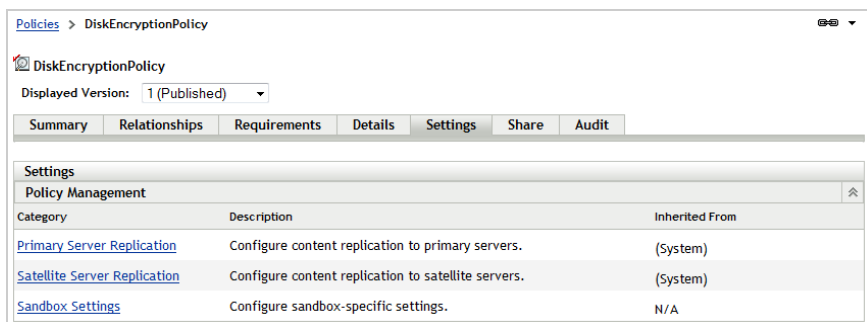 Policies > DiskEncryptionPolicy
DiskEncryptionPolicy
Displayed Version: 1 (Published)
Summary Relationships Requirements Details Settings Share Audit
Settings
Policy Management
Category Description Inherited From
Primary Server Replication Configure content replication to primary servers. (System)
Satellite Server Replication Configure content replication to satellite servers. (System)
Sandbox Settings Configure sandbox-specific settings. N/A